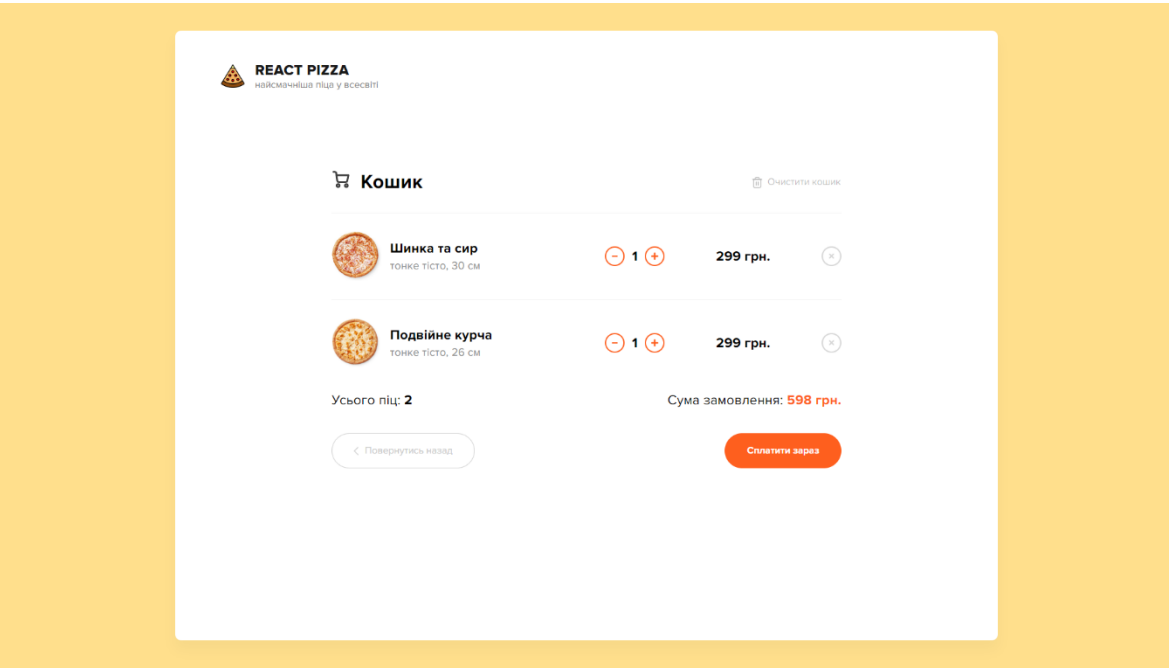 REACT PIZZA
найсмачніша піца у всесвіті
Кошик
Очистити кошик
Шинка та сир
тонке тісто, 30 см
1
299 грн.
Подвійне курча
тонке тісто, 26 см
1
299 грн.
Усього піц: 2
Сума замовлення: 598 грн.
Повернутись назад
Сплатити зараз